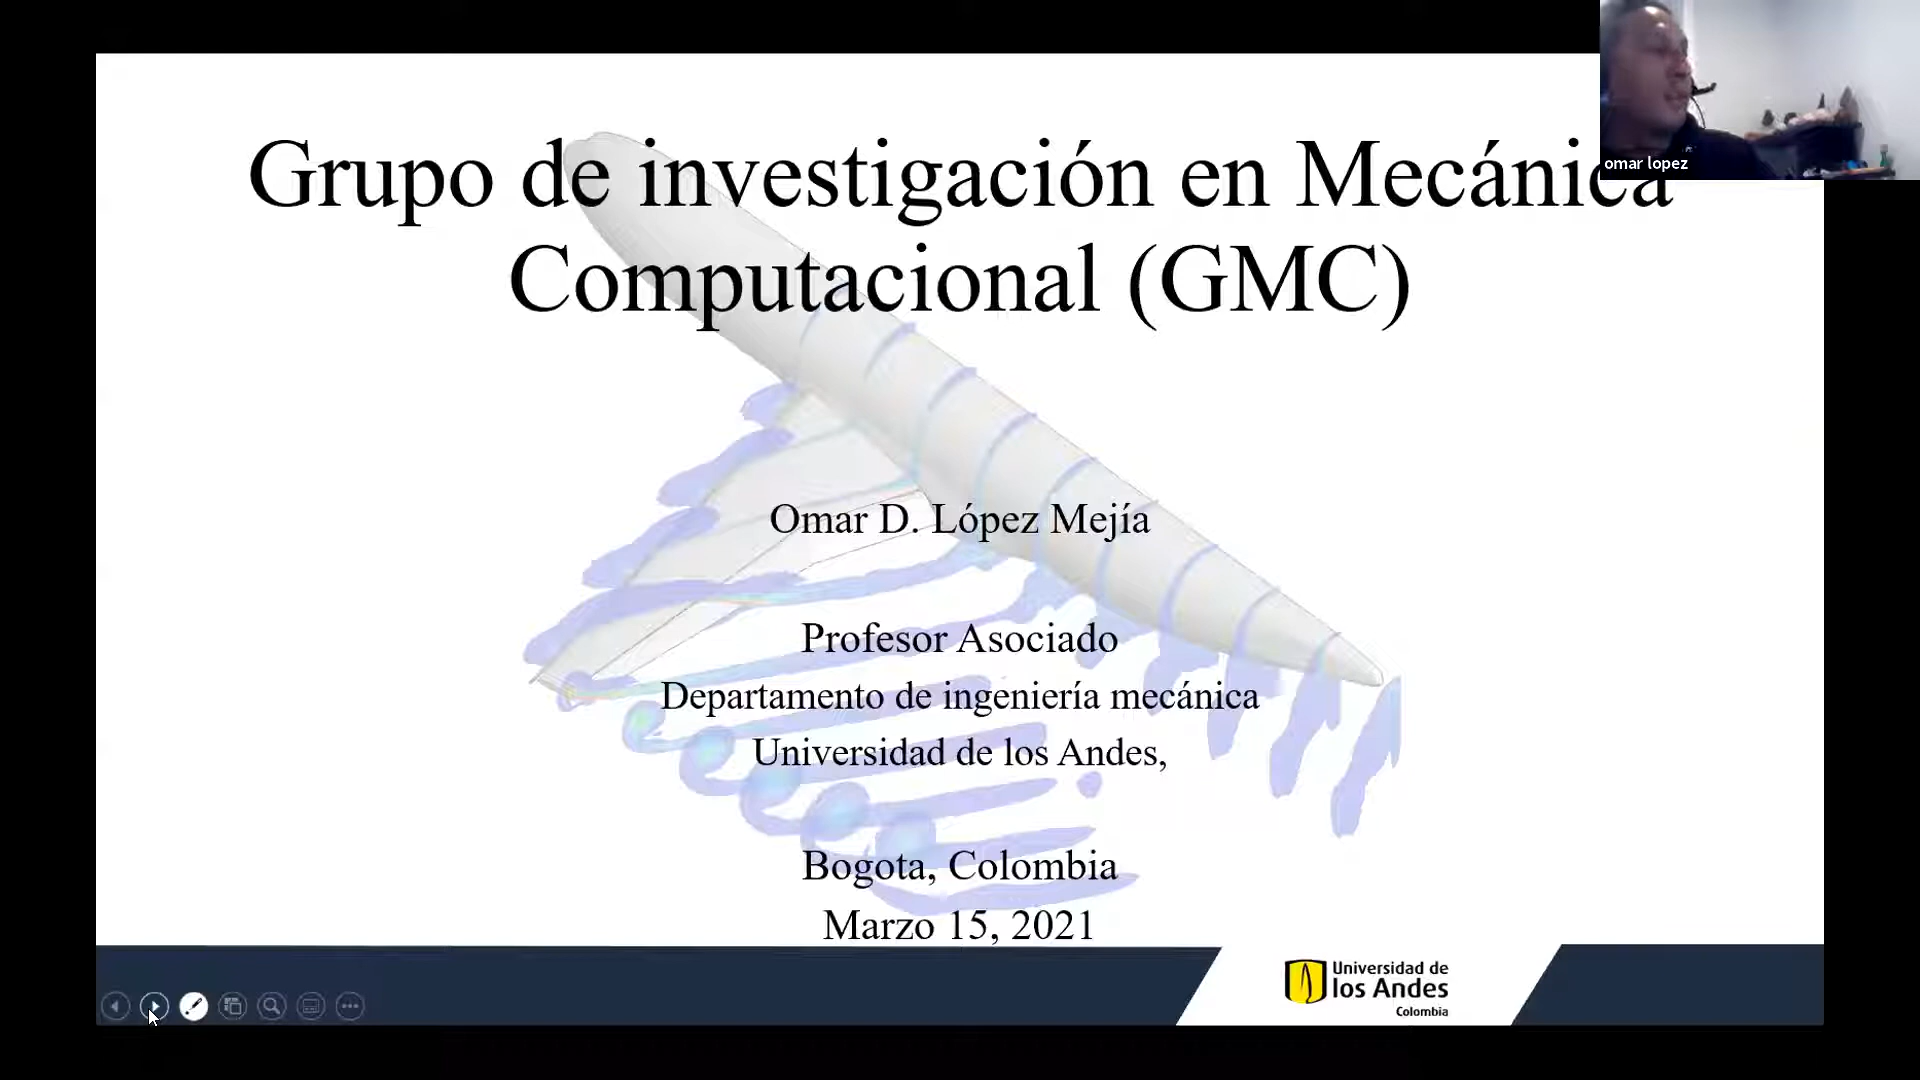 Grupo de investigación en Mecánica
Computacional (GMC)
omar lopez
Omar D. López Mejía
Profesor Asociado
Departamento de ingeniería mecánica
Universidad de los Andes,
Bogota, Colombia
Marzo 15, 2021
Universidad de
los Andes
Colombia